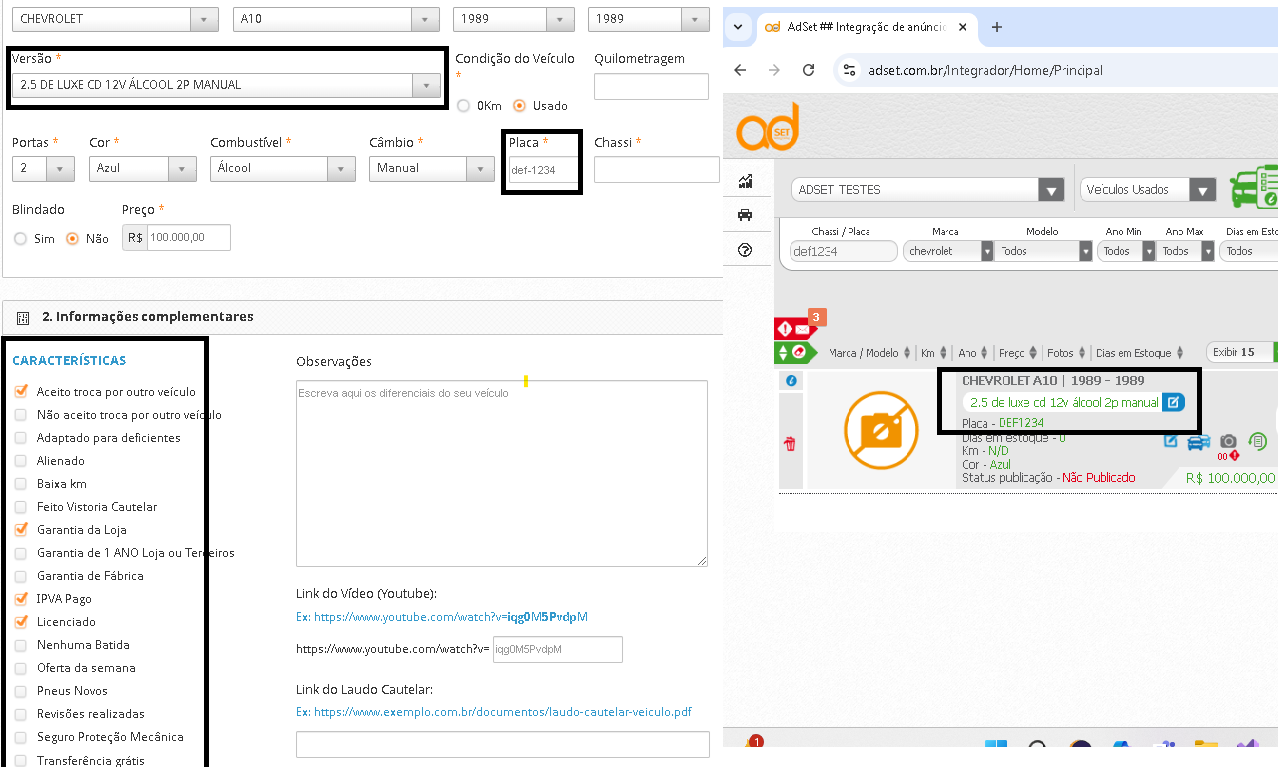 CHEVROLET
A10
1989
1989
Versão *
2.5 DE LUXE CD 12V ÁLCOOL 2P MANUAL
Condição do Veículo *
0Km
Usado
Quilometragem
Portas *
Cor *
Combustível *
Câmbio *
Placa *
Chassi *
2
Azul
Álcool
Manual
def-1234
Blindado
Preço *
Sim
Não
R$
100.000,00
2. Informações complementares
CARACTERÍSTICAS
Aceito troca por outro veículo
Não aceito troca por outro veículo
Adaptado para deficientes
Alienado
Baixa km
Feito Vistoria Cautelar
Garantia da Loja
Garantia de 1 ANO Loja ou Terceiros
Garantia de Fábrica
IPVA Pago
Licenciado
Nenhuma Batida
Oferta da semana
Pneus Novos
Revisões realizadas
Seguro Proteção Mecânica
Transferência grátis
Observações
Escreva aqui os diferenciais do seu veículo
Link do Vídeo (Youtube):
Ex: https://www.youtube.com/watch?v=iqg0M5PvdpM
https://www.youtube.com/watch?v=
iqg0M5PvdpM
Link do Laudo Cautelar:
Ex: https://www.exemplo.com.br/documentos/laudo-cautelar-veiculo.pdf
ad
AdSet ## Integração de anúnci
adset.com.br/Integrador/Home/Principal
ad
SET
ADSET TESTES
Veículos Usados
Chassi / Placa
Marca
Modelo
Ano Min
Ano Max
Dias em Esto
def1234
chevrolet
Todos
Todos
Todos
Todos
3
Marca / Modelo
Km
Ano
Preço
Fotos
Dias em Estoque
Exibir 15
CHEVROLET A10 | 1989 - 1989
2.5 de luxe cd 12v álcool 2p manual
Placa - DEF1234
Dias em estoque - 0
Km - N/D
Cor - Azul
Status publicação - Não Publicado
00
R$ 100.000,00
1